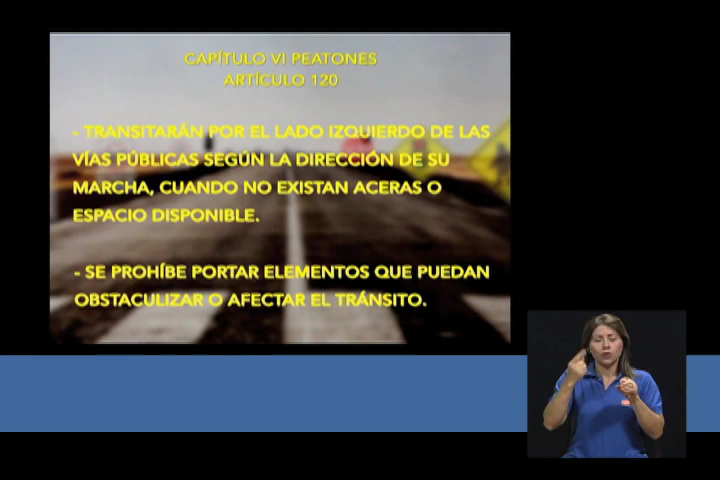 CAPÍTULO VI PEATONES
ARTÍCULO 120
- TRANSITARÁN POR EL LADO IZQUIERDO DE LAS
VÍAS PÚBLICAS SEGÚN LA DIRECCIÓN DE SU
MARCHA, CUANDO NO EXISTAN ACERAS O
ESPACIO DISPONIBLE.
- SE PROHÍBE PORTAR ELEMENTOS QUE PUEDAN
OBSTACULIZAR O AFECTAR EL TRÁNSITO.